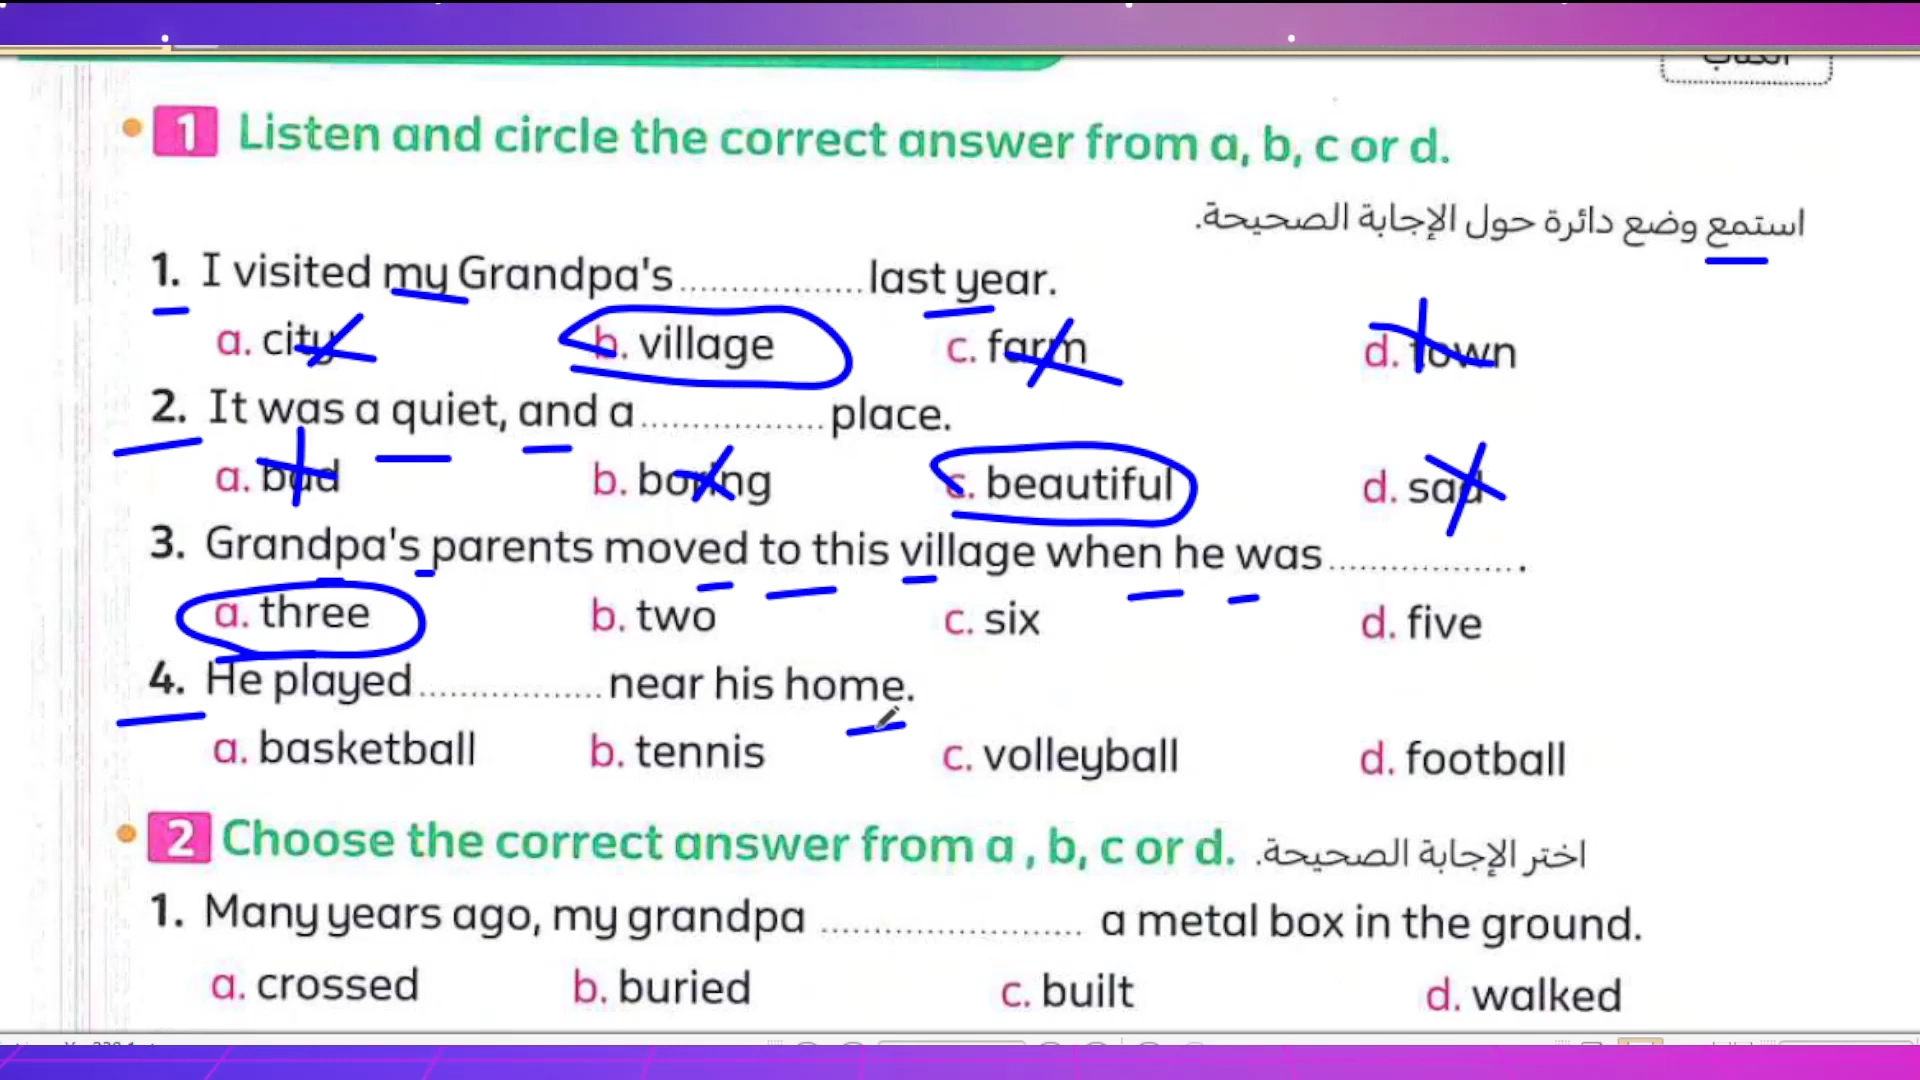 الكتاب
1 Listen and circle the correct answer from a, b, c or d.
استمع وضع دائرة حول الإجابة الصحيحة.
1. I visited my Grandpa's ................. last year.
a. city b. village c. farm d. town
2. It was a quiet, and a ................. place.
a. bad b. boring c. beautiful d. sad
3. Grandpa's parents moved to this village when he was ................. .
a. three b. two c. six d. five
4. He played ................. near his home.
a. basketball b. tennis c. volleyball d. football
2 Choose the correct answer from a , b, c or d. اختر الإجابة الصحيحة.
1. Many years ago, my grandpa ........................ a metal box in the ground.
a. crossed b. buried c. built d. walked